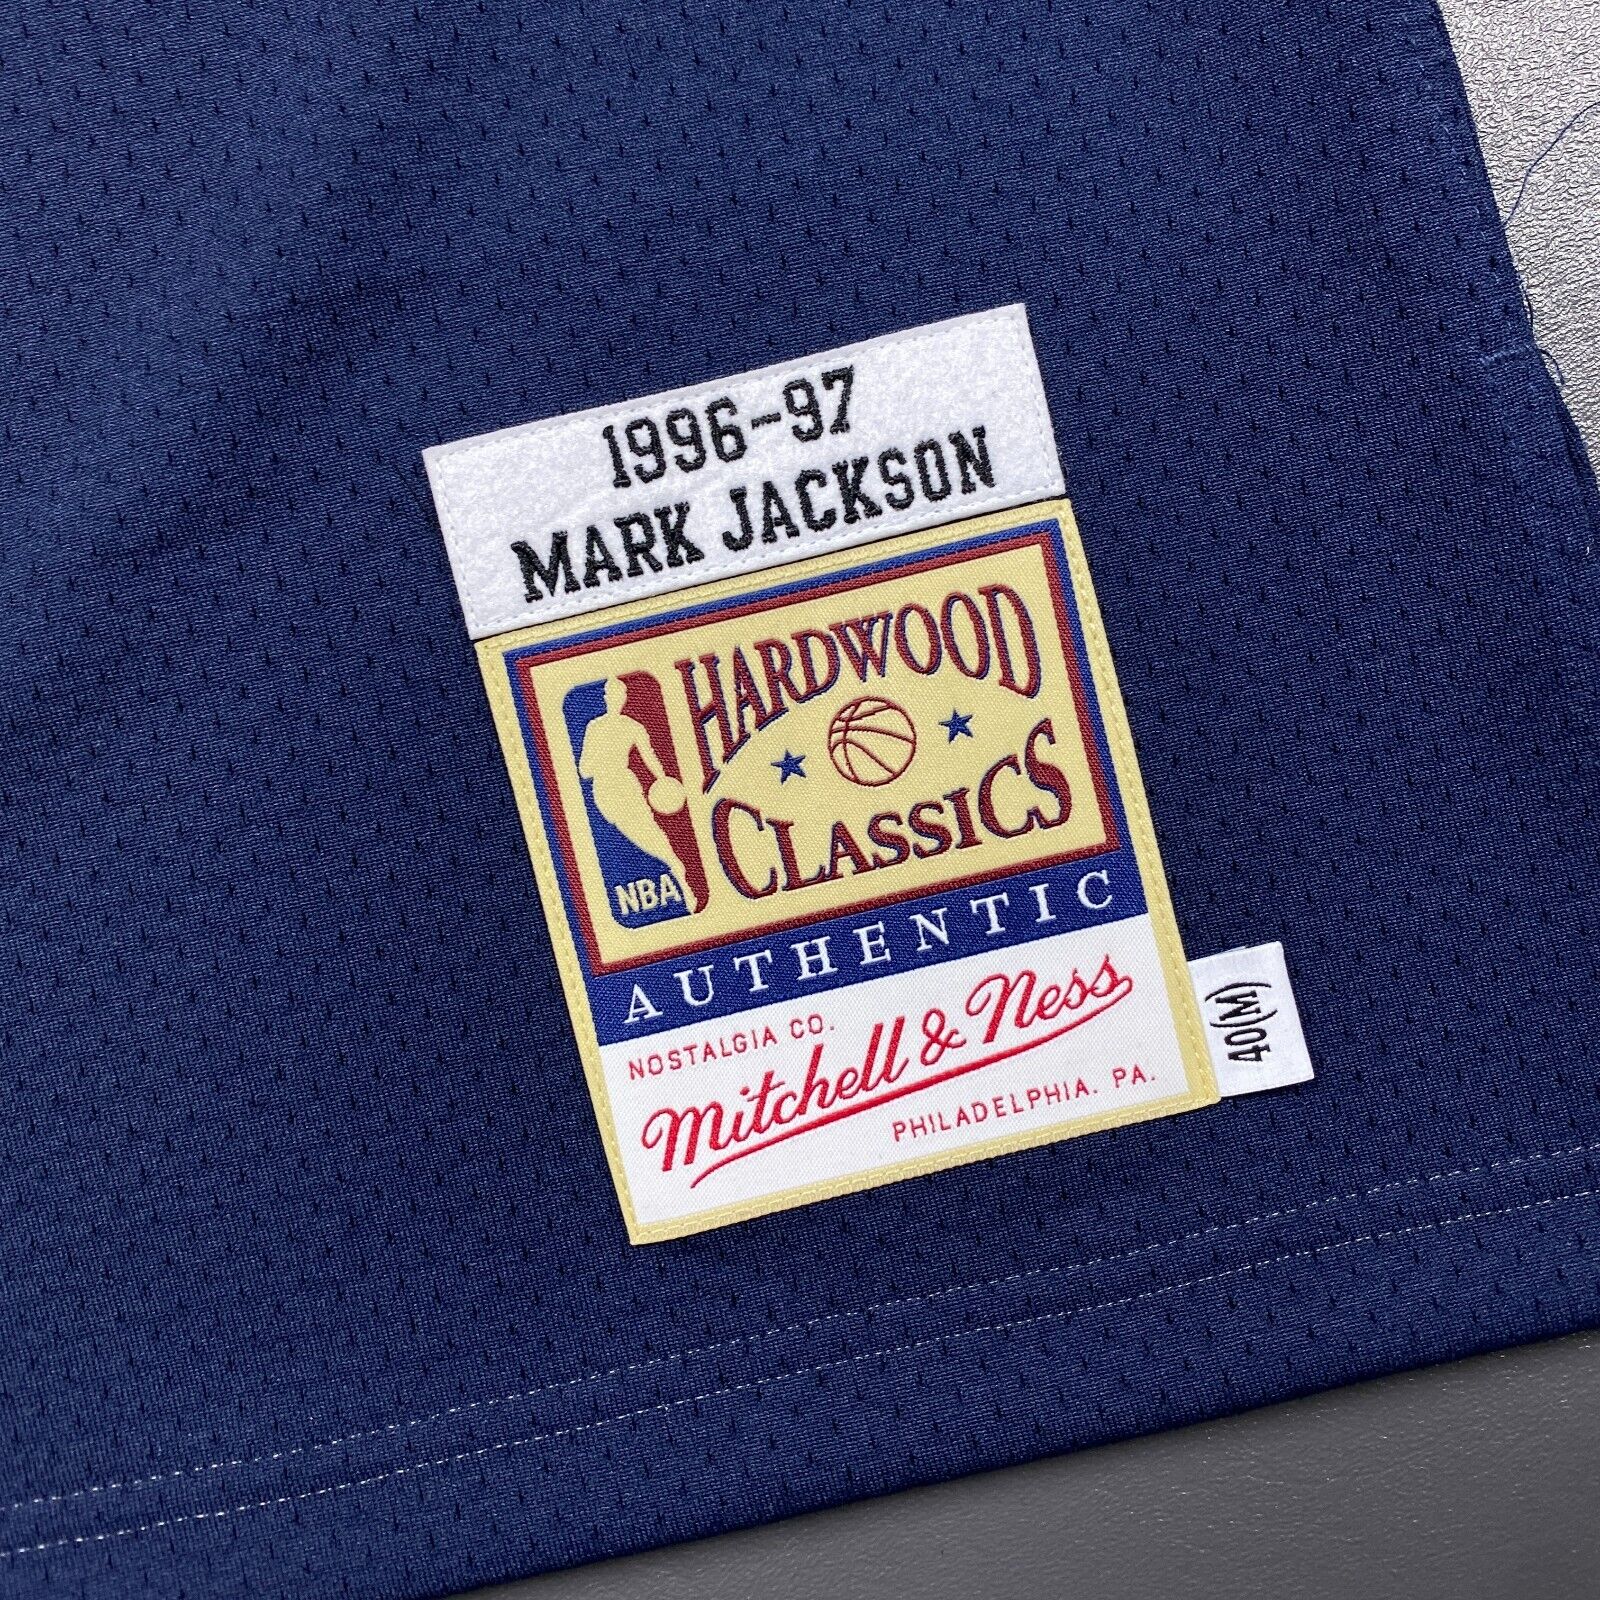 1996-97
MARK JACKSON
HARDWOOD
CLASSICS
NBA
AUTHENTIC
NOSTALGIA CO.
Mitchell & Ness
PHILADELPHIA. PA.
40(M)